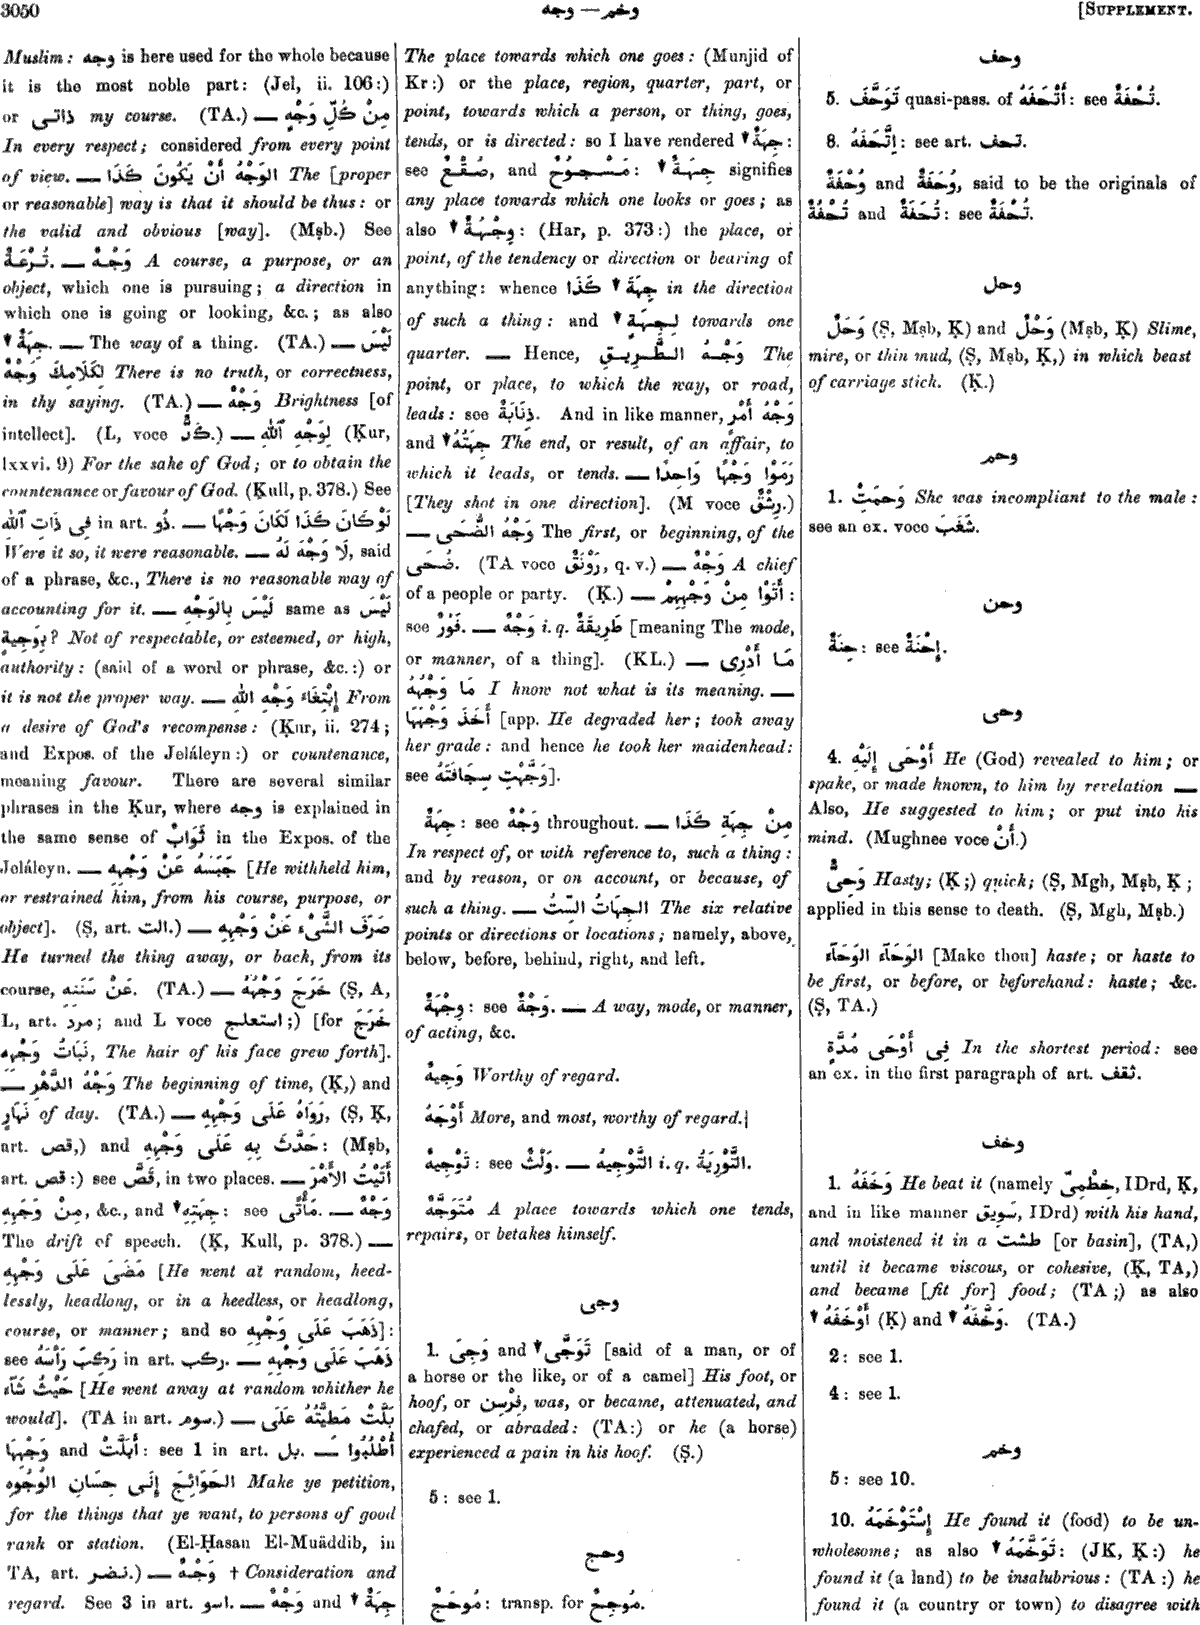 3050
وجه — وخم
[SUPPLEMENT.
Muslim: وجه is here used for the whole because
it is the most noble part: (Jel, ii. 106:)
or ذاتى my course. (TA.) — مِنْ كُلِّ وَجْهٍ
In every respect; considered from every point
of view. — الوَجْهُ أَنْ يَكُونَ كَذَا The [proper
or reasonable] way is that it should be thus: or
the valid and obvious [way]. (Mṣb.) See
تُرْعَةٌ. — وَجْهٌ A course, a purpose, or an
object, which one is pursuing; a direction in
which one is going or looking, &c.; as also
▼ جِهَةٌ. — The way of a thing. (TA.) — لَيْسَ
لِكَلَامِكَ وَجْهٌ There is no truth, or correctness,
in thy saying. (TA.) — وَجْهٌ Brightness [of
intellect]. (L, voce كَدٌّ.) — لِوَجْهِ ٱللّٰهِ (Ḳur,
lxxvi. 9) For the sake of God; or to obtain the
countenance or favour of God. (Ḳull, p. 378.) See
فِى ذَاتِ ٱللّٰهِ in art. ذُو. — لَوْ كَانَ كَذَا لَكَانَ وَجْهًا
Were it so, it were reasonable. — لَا وَجْهَ لَهُ, said
of a phrase, &c., There is no reasonable way of
accounting for it. — لَيْسَ بِالوَجْهِ same as لَيْسَ
بِوَجِيهٍ? Not of respectable, or esteemed, or high,
authority: (said of a word or phrase, &c.:) or
it is not the proper way. — اِبْتِغَاءَ وَجْهِ اللّٰهِ From
a desire of God's recompense: (Ḳur, ii. 274;
and Expos. of the Jeláleyn:) or countenance,
meaning favour. There are several similar
phrases in the Ḳur, where وجه is explained in
the same sense of ثَوَابٌ in the Expos. of the
Jeláleyn. — حَبَسَهُ عَنْ وَجْهِهِ [He withheld him,
or restrained him, from his course, purpose, or
object]. (Ṣ, art. الت.) — صَرَفَ الشَّىْءَ عَنْ وَجْهِهِ
He turned the thing away, or back, from its
course, عَنْ سَنَنِهِ. (TA.) — خَرَجَ وَجْهُهُ (Ṣ, A,
L, art. مرد; and L voce استعلج;) [for خَرَجَ
نَبَاتُ وَجْهِهِ, The hair of his face grew forth].
— وَجْهُ الدَّهْرِ The beginning of time, (Ḳ,) and
نَهَارٍ of day. (TA.) — رَوَاهُ عَلَى وَجْهِهِ, (Ṣ, Ḳ,
art. قص,) and حَدَّثَ بِهِ عَلَى وَجْهِهِ: (Mṣb,
art. قص:) see قَصَّ, in two places. — أَتَيْتُ الأَمْرَ
مِنْ وَجْهِهِ, &c., and ▼ جِهَتِهِ: see مَأْتًى. — وَجْهٌ
The drift of speech. (Ḳ, Kull, p. 378.) —
مَضَى عَلَى وَجْهِهِ [He went at random, heed-
lessly, headlong, or in a heedless, or headlong,
course, or manner; and so ذَهَبَ عَلَى وَجْهِهِ]:
see رَكِبَ رَأْسَهُ in art. ركب. — ذَهَبَ عَلَى وَجْهِهِ
حَيْثُ شَآءَ [He went away at random whither he
would]. (TA in art. سوم.) — بَلَّتْ مَطِيَّتُهُ عَلَى
وَجْهِهَا and أَبَلَّتْ: see 1 in art. بل. — اُطْلُبُوا
الحَوَائِجَ إِلَى حِسَانِ الوُجُوهِ Make ye petition,
for the things that ye want, to persons of good
rank or station. (El-Ḥasan El-Muäddib, in
TA, art. نضر.) — وَجْهٌ † Consideration and
regard. See 3 in art. اسو. — وَجْهٌ and ▼ جِهَةٌ
The place towards which one goes: (Munjid of
Kr:) or the place, region, quarter, part, or
point, towards which a person, or thing, goes,
tends, or is directed: so I have rendered ▼ جِهَةٌ:
see صُقْعٌ, and مَسْجُوحٌ: ▼ جِهَةٌ signifies
any place towards which one looks or goes; as
also ▼ وِجْهَةٌ: (Har, p. 373:) the place, or
point, of the tendency or direction or bearing of
anything: whence ▼ جِهَةَ كَذَا in the direction
of such a thing: and ▼ لِجِهَةٍ towards one
quarter. — Hence, وَجْهُ الطَّرِيقِ The
point, or place, to which the way, or road,
leads: see ذِنَابَةٌ. And in like manner, وَجْهُ أَمْرٍ
and ▼ جِهَتُهُ The end, or result, of an affair, to
which it leads, or tends. — رَمَوْا وَجْهًا وَاحِدًا
[They shot in one direction]. (M voce رِشْقٌ.)
— وَجْهُ الضُّحَى The first, or beginning, of the
ضُحَى. (TA voce رَوْنَقٌ, q. v.) — وَجْهٌ A chief
of a people or party. (Ḳ.) — أَتَوْا مِنْ وَجْهِهِمْ:
see فَوْرٌ. — وَجْهٌ i. q. طَرِيقَةٌ [meaning The mode,
or manner, of a thing]. (KL.) — مَا أَدْرِى
مَا وَجْهُهُ I know not what is its meaning. —
أَخَذَ وَجْهَهَا [app. He degraded her; took away
her grade: and hence he took her maidenhead:
see وَجَّهْتِ سِجَافَتَهُ].
جِهَةٌ: see وَجْهٌ throughout. — مِنْ جِهَةِ كَذَا
In respect of, or with reference to, such a thing:
and by reason, or on account, or because, of
such a thing. — الجِهَاتُ السِّتُّ The six relative
points or directions or locations; namely, above,
below, before, behind, right, and left.
وِجْهَةٌ: see وَجْهٌ. — A way, mode, or manner,
of acting, &c.
وَجِيهٌ Worthy of regard.
أَوْجَهُ More, and most, worthy of regard.
تَوْجِيهٌ: see وَلْثٌ. — التَّوْجِيهُ i. q. التَّوْرِيَةُ.
مُتَوَجَّهٌ A place towards which one tends,
repairs, or betakes himself.
وجى
1. وَجِىَ and ▼ تَوَجَّى [said of a man, or of
a horse or the like, or of a camel] His foot, or
hoof, or فِرْسِن, was, or became, attenuated, and
chafed, or abraded: (TA:) or he (a horse)
experienced a pain in his hoof. (Ṣ.)
5: see 1.
وحج
مُوحَجٌ: transp. for مُوجَحٌ.
وحف
5. تَوَحَّفَ quasi-pass. of أَتْحَفَهُ: see تُحْفَةٌ.
8. اِتَّحَفَهُ: see art. تحف.
وُحْفَةٌ and وُحَفَةٌ, said to be the originals of
تُحْفَةٌ and تُحَفَةٌ: see تُحْفَةٌ.
وحل
وَحَلٌ (Ṣ, Mṣb, Ḳ) and وَحْلٌ (Mṣb, Ḳ) Slime,
mire, or thin mud, (Ṣ, Mṣb, Ḳ,) in which beast
of carriage stick. (Ḳ.)
وحم
1. وَحِمَتْ She was incompliant to the male:
see an ex. voce شَغَبَ.
وحن
حِنَةٌ: see إِحْنَةٌ.
وحى
4. أَوْحَى إِلَيْهِ He (God) revealed to him; or
spake, or made known, to him by revelation —
Also, He suggested to him; or put into his
mind. (Mughnee voce أَنْ.)
وَحِىٌّ Hasty; (Ḳ;) quick; (Ṣ, Mgh, Mṣb, Ḳ;
applied in this sense to death. (Ṣ, Mgh, Mṣb.)
الوَحَآءَ الوَحَآءَ [Make thou] haste; or haste to
be first, or before, or beforehand: haste; &c.
(Ṣ, TA.)
فِى أَوْحَى مُدَّةٍ In the shortest period: see
an ex. in the first paragraph of art. ثقف.
وخف
1. وَخَفَهُ He beat it (namely خِطْمِىّ, IDrd, Ḳ,
and in like manner سَوِيق, IDrd) with his hand,
and moistened it in a طشت [or basin], (TA,)
until it became viscous, or cohesive, (Ḳ, TA,)
and became [fit for] food; (TA;) as also
▼ أَوْخَفَهُ (Ḳ) and ▼ وَخَّفَهُ. (TA.)
2: see 1.
4: see 1.
وخم
5: see 10.
10. اِسْتَوْخَمَهُ He found it (food) to be un-
wholesome; as also ▼ تَوَخَّمَهُ: (JK, Ḳ:) he
found it (a land) to be insalubrious: (TA:) he
found it (a country or town) to disagree with